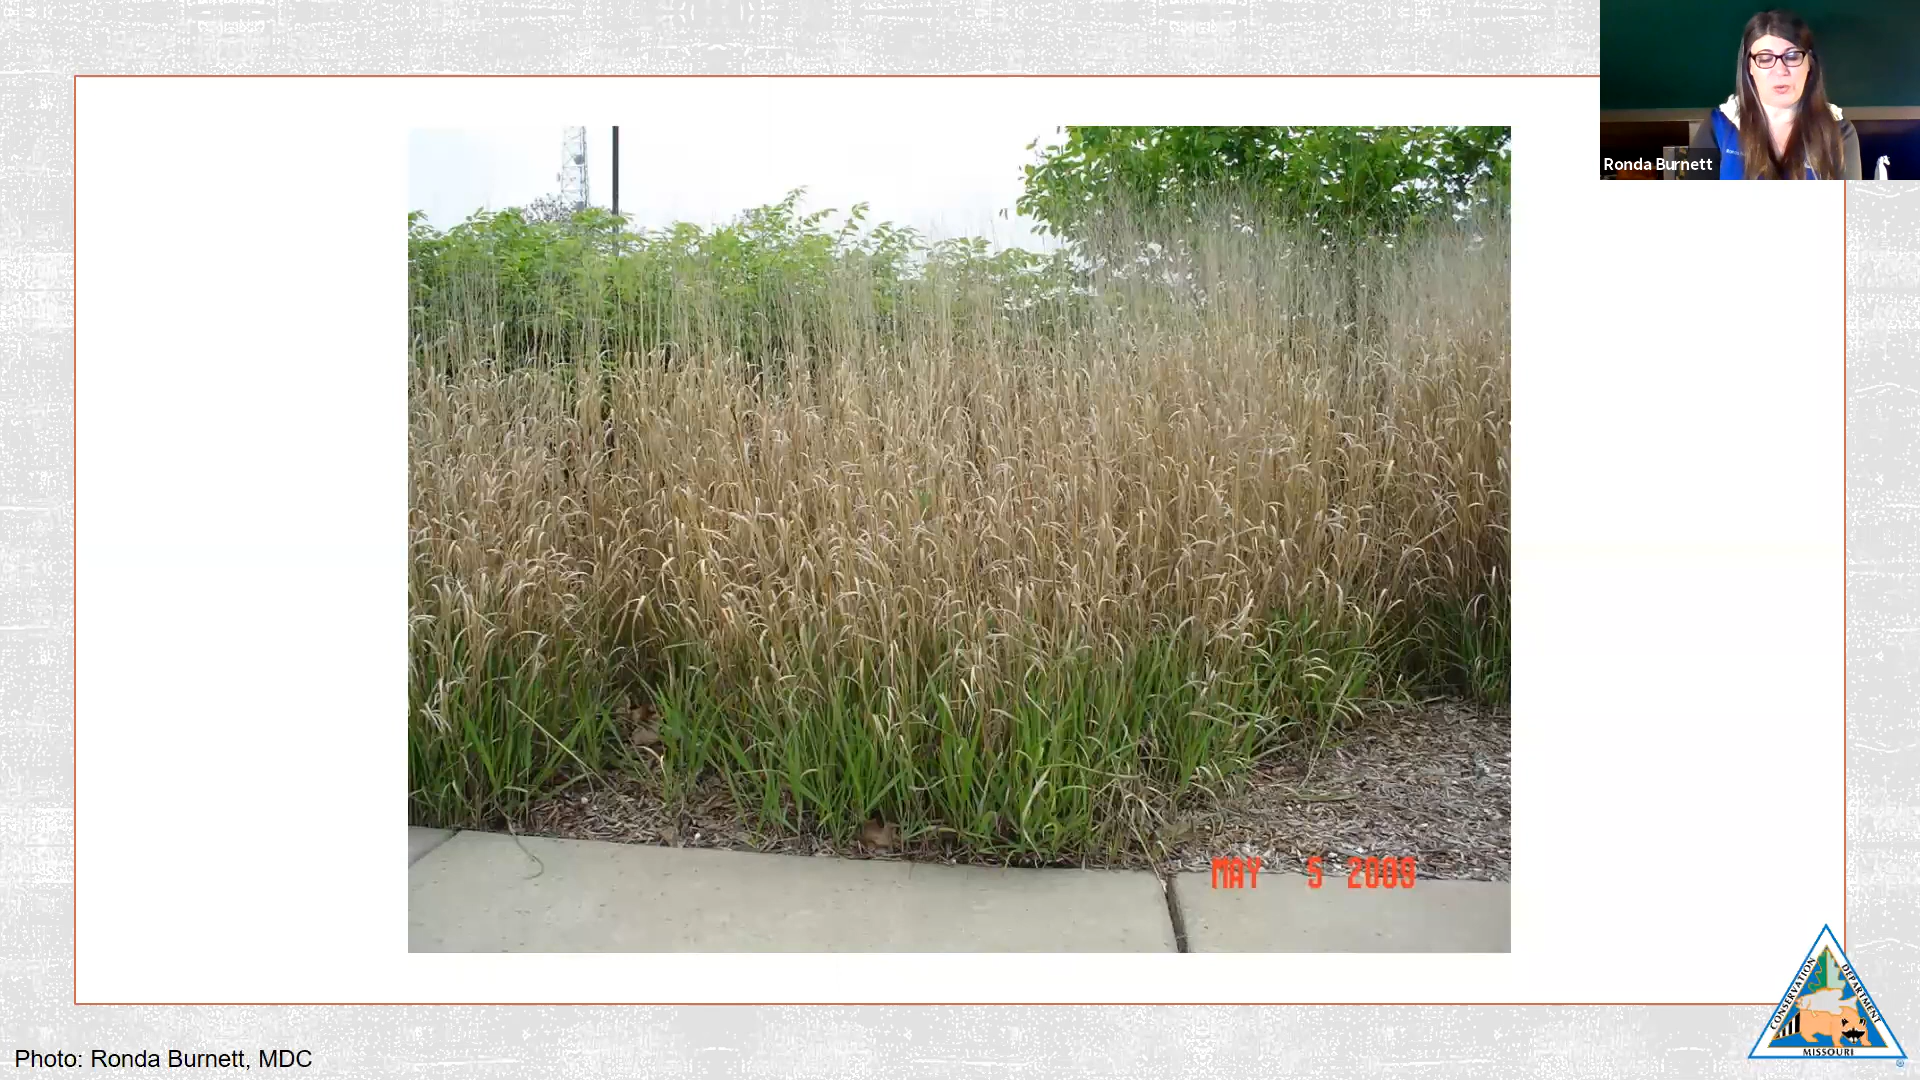 Ronda Burnett
MAY 5 2009
CONSERVATION
DEPARTMENT
MISSOURI
®
Photo: Ronda Burnett, MDC